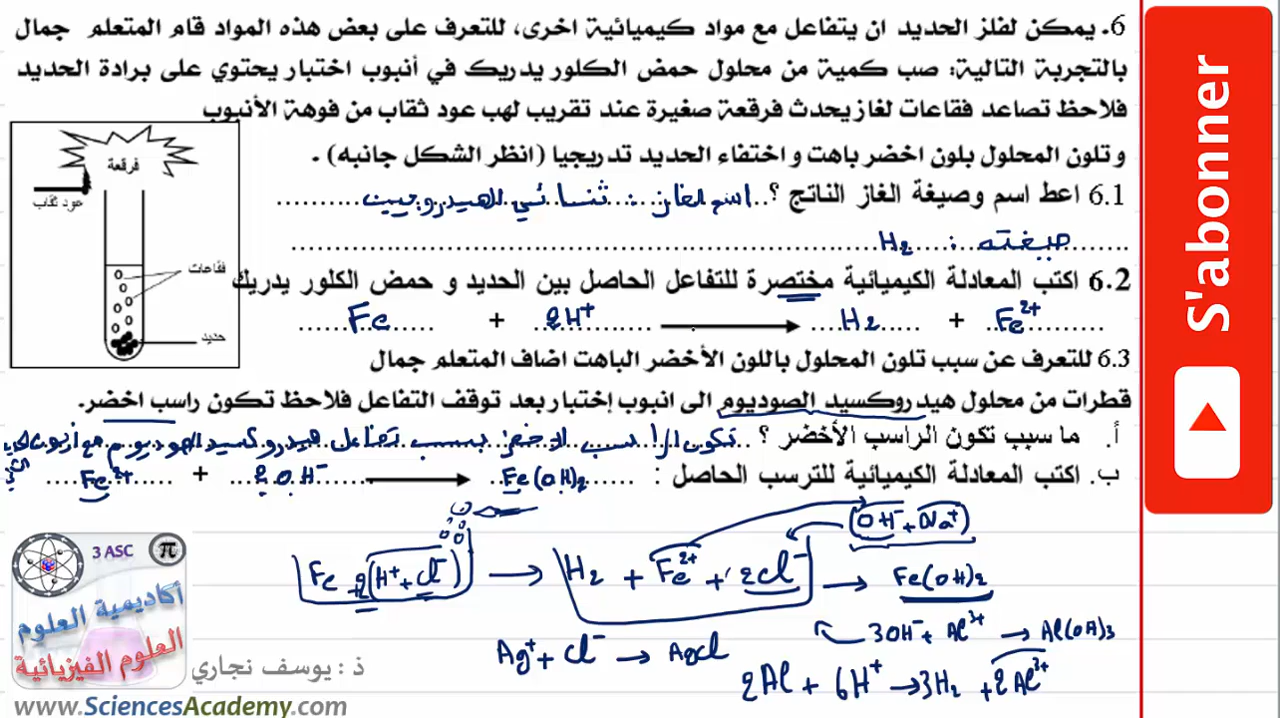 6. يمكن لفلز الحديد ان يتفاعل مع مواد كيميائية اخرى، للتعرف على بعض هذه المواد قام المتعلم جمال
بالتجربة التالية: صب كمية من محلول حمض الكلور يدريك في أنبوب اختبار يحتوي على برادة الحديد
فلاحظ تصاعد فقاعات لغاز يحدث فرقعة صغيرة عند تقريب لهب عود ثقاب من فوهة الأنبوب
و تلون المحلول بلون اخضر باهت و اختفاء الحديد تدريجيا (انظر الشكل جانبه) .
فرقعة
عود ثقاب
فقاعات
حديد
6.1 اعط اسم وصيغة الغاز الناتج ؟ اسم الغاز : ثنائي الهيدروجين
صيغته : H₂
6.2 اكتب المعادلة الكيميائية مختصرة للتفاعل الحاصل بين الحديد و حمض الكلور يدريك
Fe + 2H⁺ → H₂ + Fe²⁺
6.3 للتعرف عن سبب تلون المحلول باللون الأخضر الباهت اضاف المتعلم جمال
قطرات من محلول هيدروكسيد الصوديوم الى انبوب إختبار بعد توقف التفاعل فلاحظ تكون راسب اخضر.
أ. ما سبب تكون الراسب الأخضر ؟ تكون الراسب الاخضر بسبب تفاعل هيدروكسيد الصوديوم مع أيونات
ب. اكتب المعادلة الكيميائية للترسب الحاصل :
Fe²⁺ + 2OH⁻ → Fe(OH)₂
(OH⁻ + Na⁺)
Fe + 2(H⁺ + Cl⁻) → H₂ + Fe²⁺ + 2Cl⁻ → Fe(OH)₂
3OH⁻ + Al³⁺ → Al(OH)₃
Ag⁺ + Cl⁻ → AgCl
2Al + 6H⁺ → 3H₂ + 2Al³⁺
3 ASC
π
أكاديمية العلوم
العلوم الفيزيائية
ذ : يوسف نجاري
www.SciencesAcademy.com
S'abonner